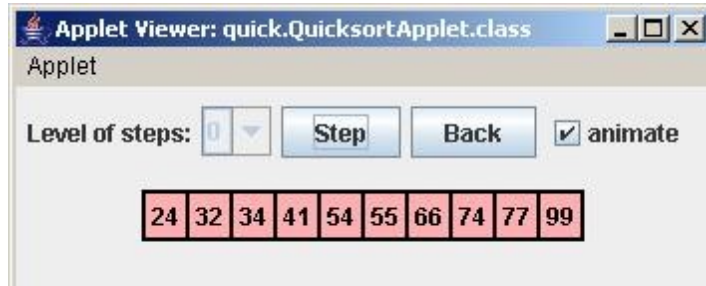 Applet Viewer: quick.QuicksortApplet.class
Applet
Level of steps: 0 Step Back animate
24 32 34 41 54 55 66 74 77 99